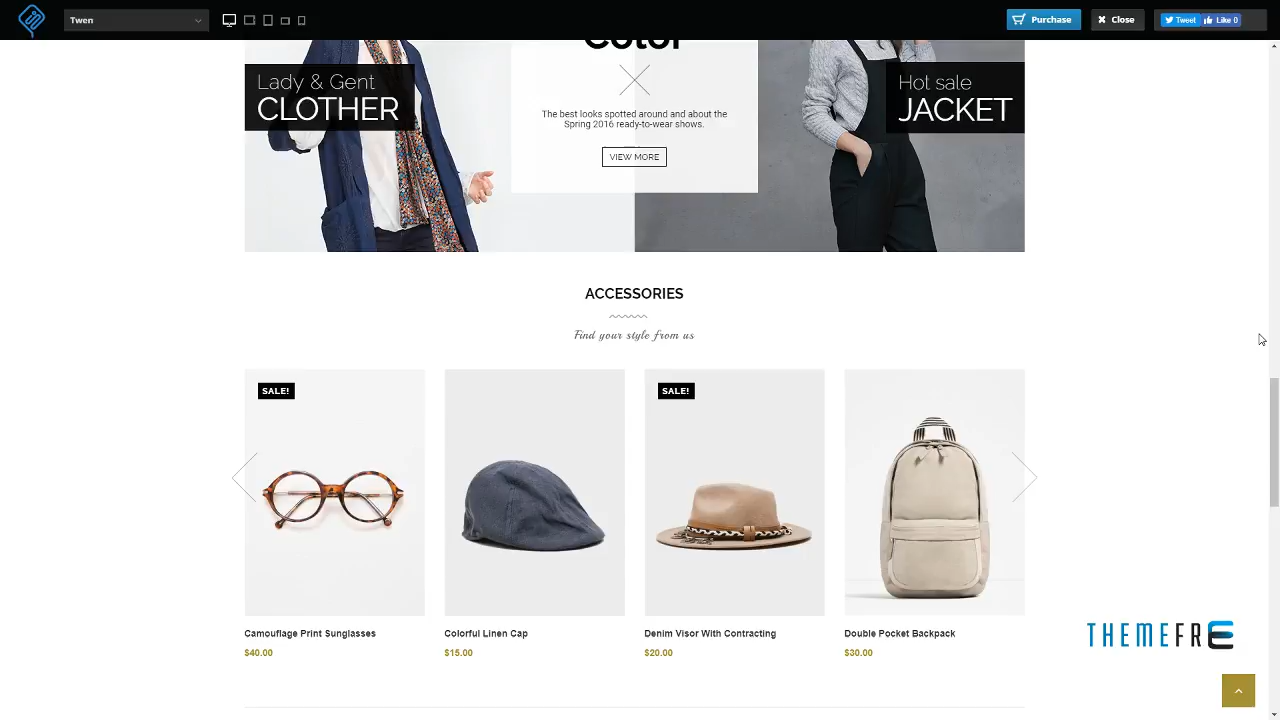 Twen
Purchase
Close
Tweet
Like 0
Color
Lady & Gent
CLOTHER
The best looks spotted around and about the
Spring 2016 ready-to-wear shows.
VIEW MORE
Hot sale
JACKET
ACCESSORIES
Find your style from us
SALE!
SALE!
Camouflage Print Sunglasses
$40.00
Colorful Linen Cap
$15.00
Denim Visor With Contracting
$20.00
Double Pocket Backpack
$30.00
THEMEFRE